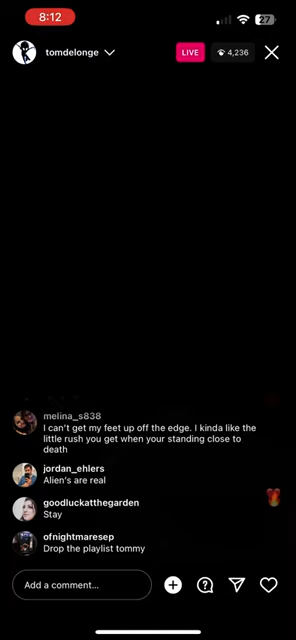 8:12
27
tomdelonge
LIVE
4,236
melina_s838
I can't get my feet up off the edge. I kinda like the
little rush you get when your standing close to
death
jordan_ehlers
Alien's are real
goodluckatthegarden
Stay
ofnightmaresep
Drop the playlist tommy
Add a comment...